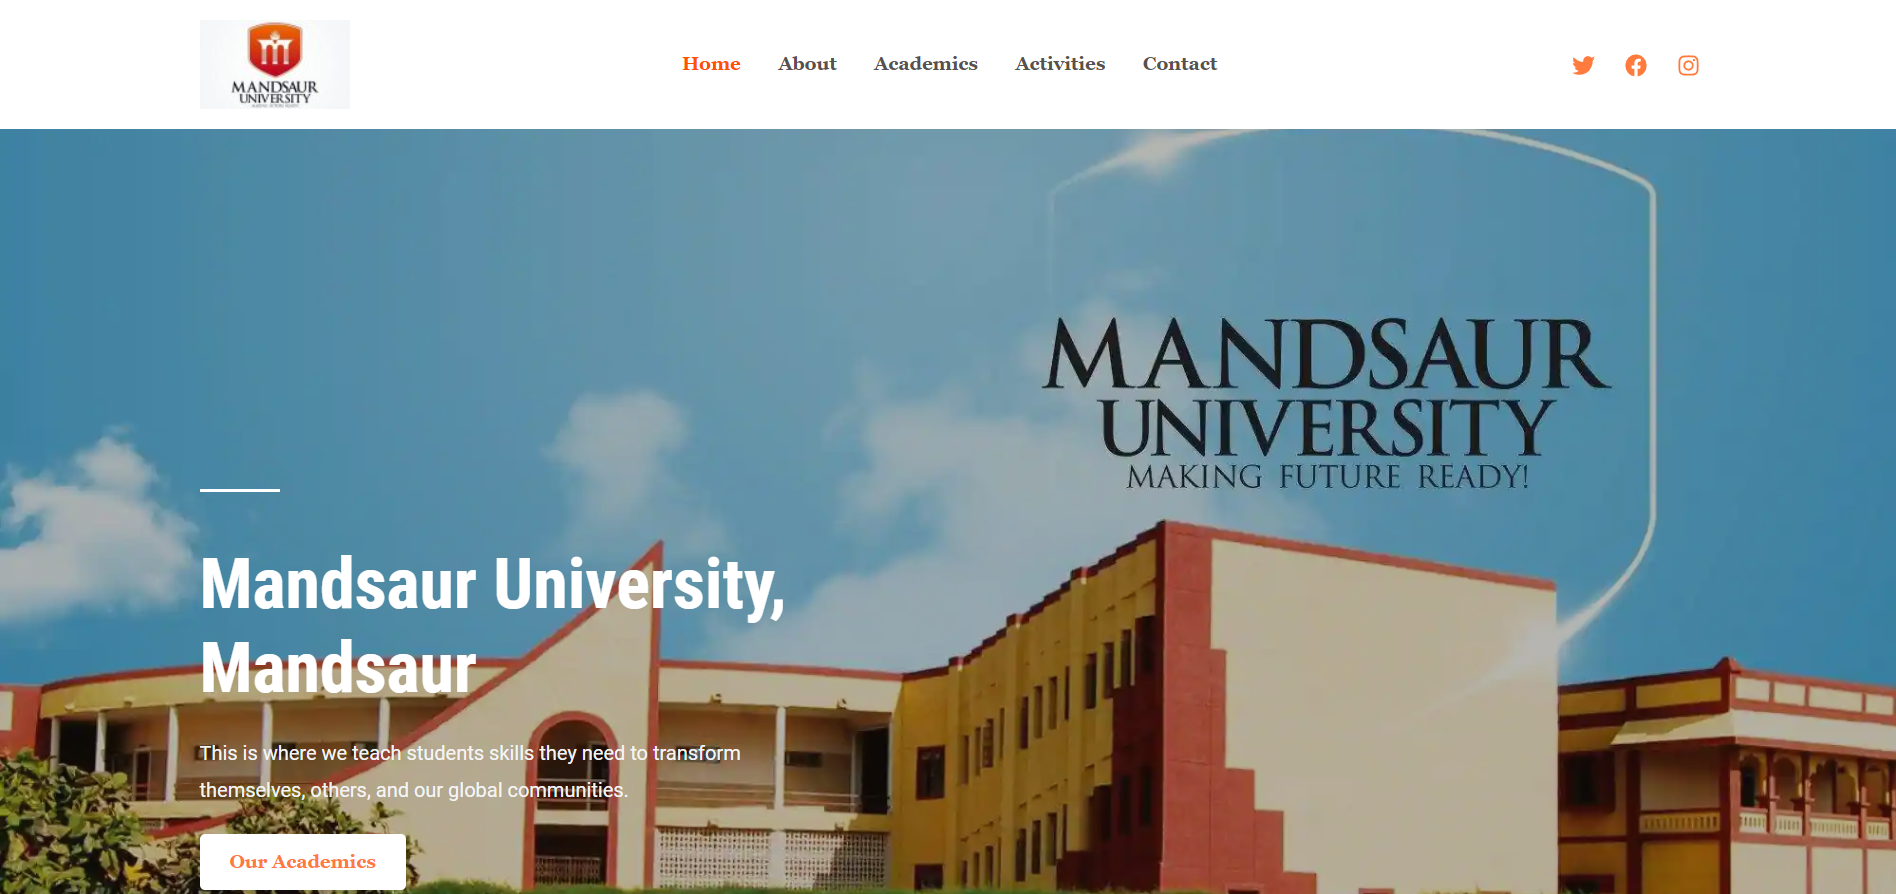 MANDSAUR
UNIVERSITY
Home
About
Academics
Activities
Contact
MANDSAUR
UNIVERSITY
MAKING FUTURE READY!
Mandsaur University,
Mandsaur
This is where we teach students skills they need to transform
themselves, others, and our global communities.
Our Academics